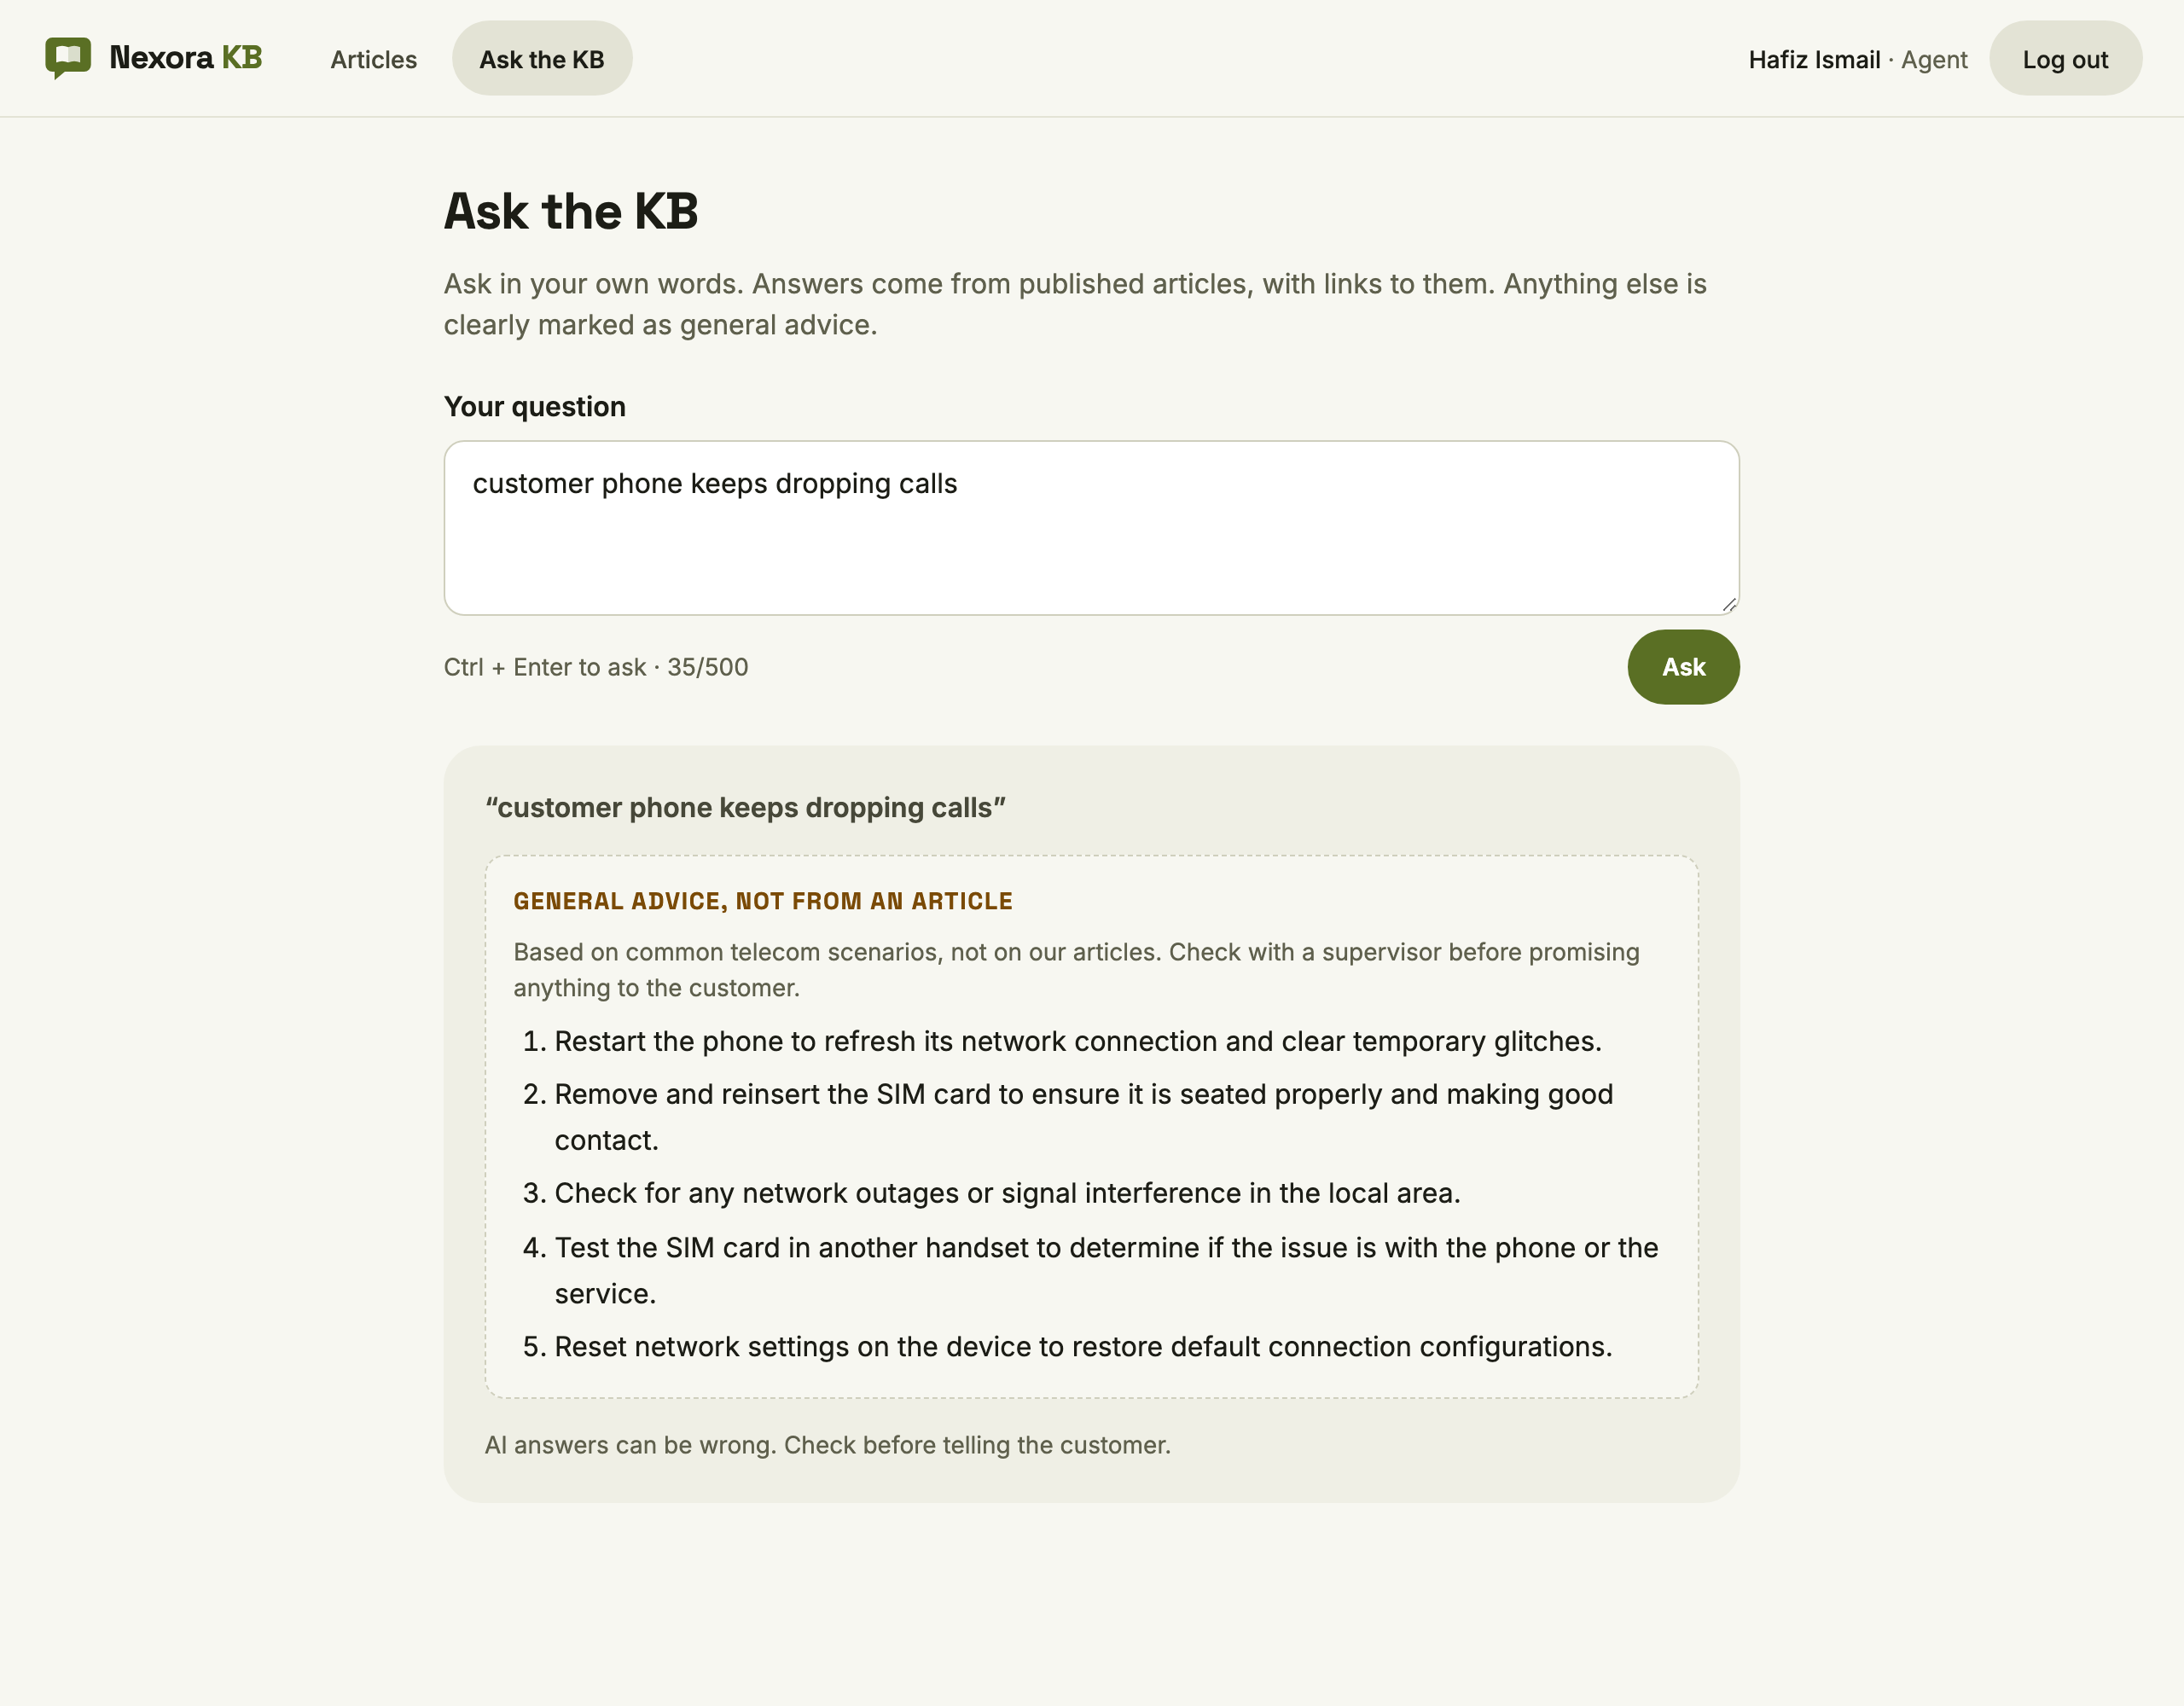 Nexora KB
Articles
Ask the KB
Hafiz Ismail · Agent
Log out
Ask the KB
Ask in your own words. Answers come from published articles, with links to them. Anything else is
clearly marked as general advice.
Your question
customer phone keeps dropping calls
Ctrl + Enter to ask · 35/500
Ask
“customer phone keeps dropping calls”
GENERAL ADVICE, NOT FROM AN ARTICLE
Based on common telecom scenarios, not on our articles. Check with a supervisor before promising
anything to the customer.
1. Restart the phone to refresh its network connection and clear temporary glitches.
2. Remove and reinsert the SIM card to ensure it is seated properly and making good
contact.
3. Check for any network outages or signal interference in the local area.
4. Test the SIM card in another handset to determine if the issue is with the phone or the
service.
5. Reset network settings on the device to restore default connection configurations.
AI answers can be wrong. Check before telling the customer.